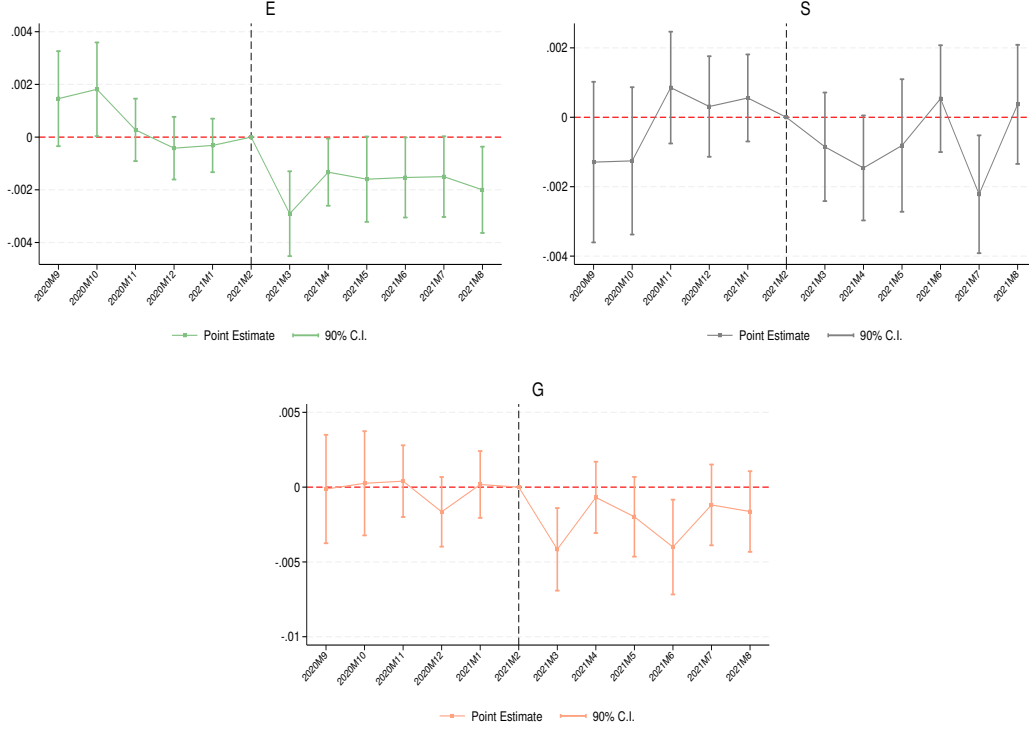 E
.004
.002
0
-.002
-.004
2020M9
2020M10
2020M11
2020M12
2021M1
2021M2
2021M3
2021M4
2021M5
2021M6
2021M7
2021M8
Point Estimate 90% C.I.
S
.002
0
-.002
-.004
2020M9
2020M10
2020M11
2020M12
2021M1
2021M2
2021M3
2021M4
2021M5
2021M6
2021M7
2021M8
Point Estimate 90% C.I.
G
.005
0
-.005
-.01
2020M9
2020M10
2020M11
2020M12
2021M1
2021M2
2021M3
2021M4
2021M5
2021M6
2021M7
2021M8
Point Estimate 90% C.I.